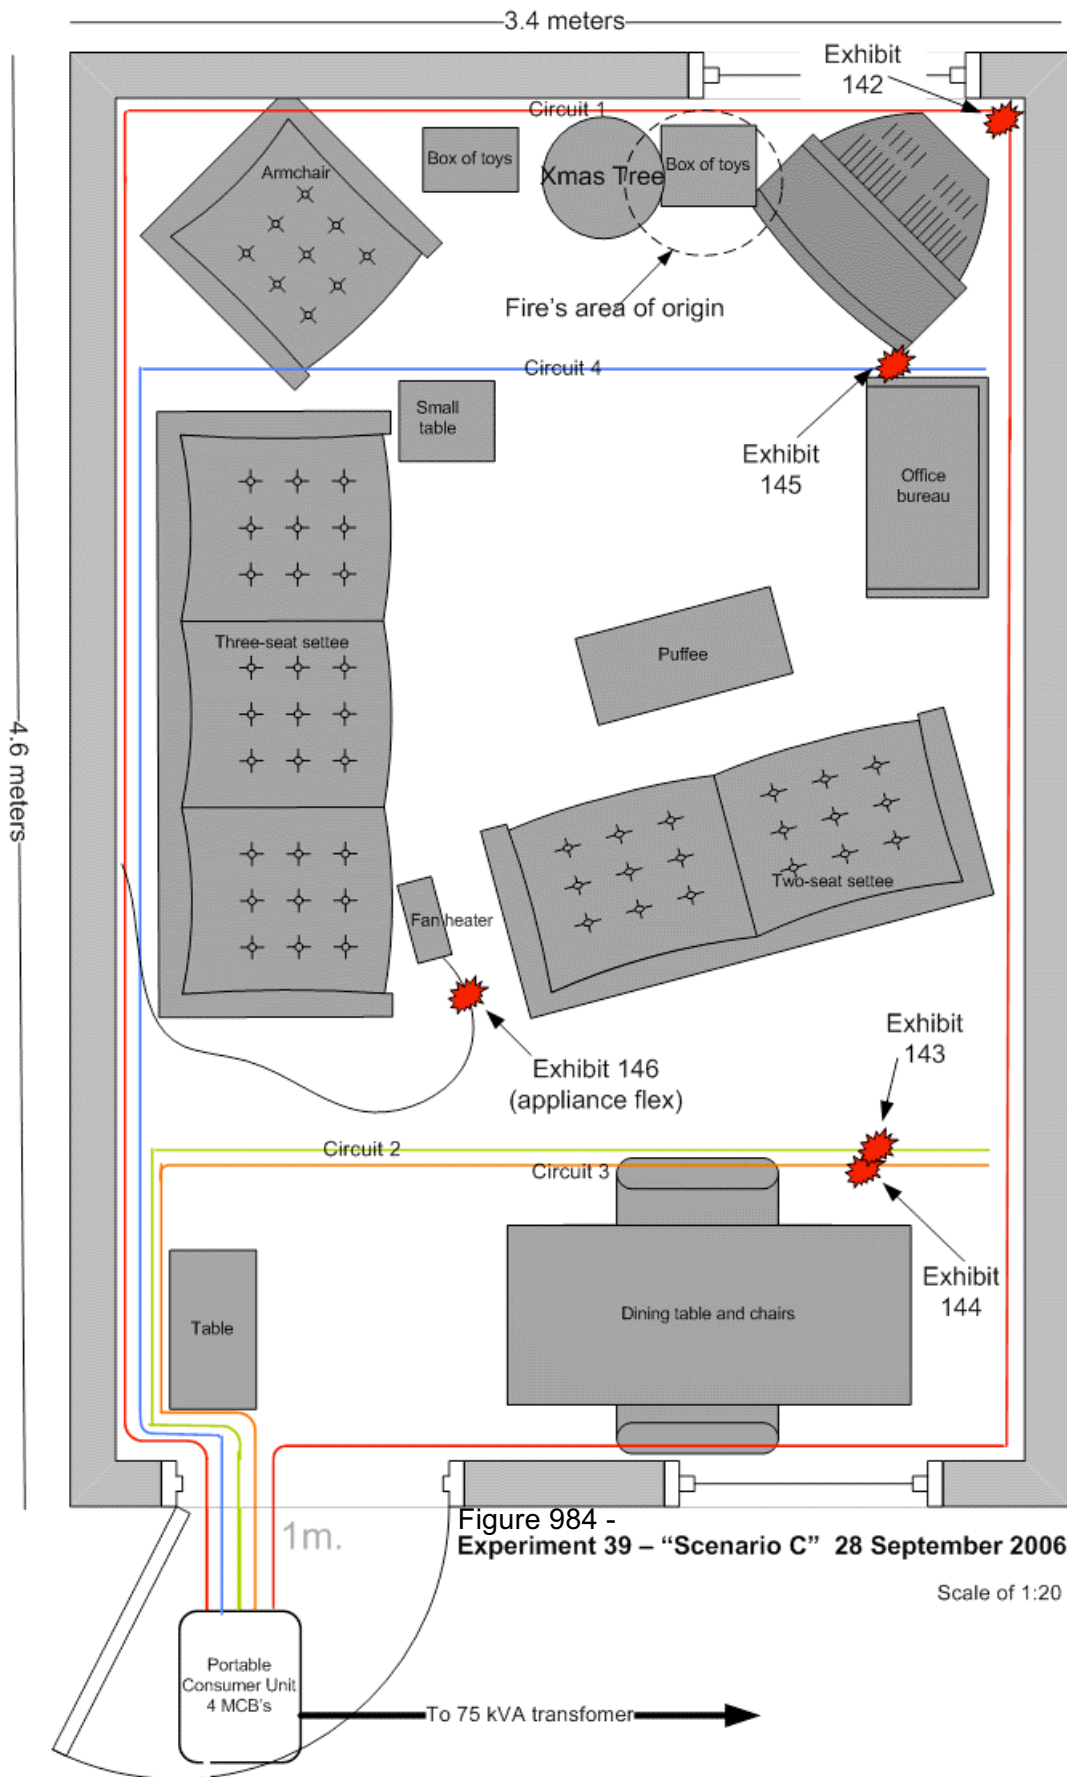 3.4 meters
Exhibit
142
Circuit 1
Box of toys
Armchair
Xmas Tree
Box of toys
Fire's area of origin
Circuit 4
Small
table
Exhibit
145
Office
bureau
Three-seat settee
Puffee
4.6 meters
Two-seat settee
Fan heater
Exhibit
143
Exhibit 146
(appliance flex)
Circuit 2
Circuit 3
Exhibit
144
Table
Dining table and chairs
1m.
Figure 984 -
Experiment 39 – “Scenario C” 28 September 2006
Scale of 1:20
Portable
Consumer Unit
4 MCB's
To 75 kVA transfomer